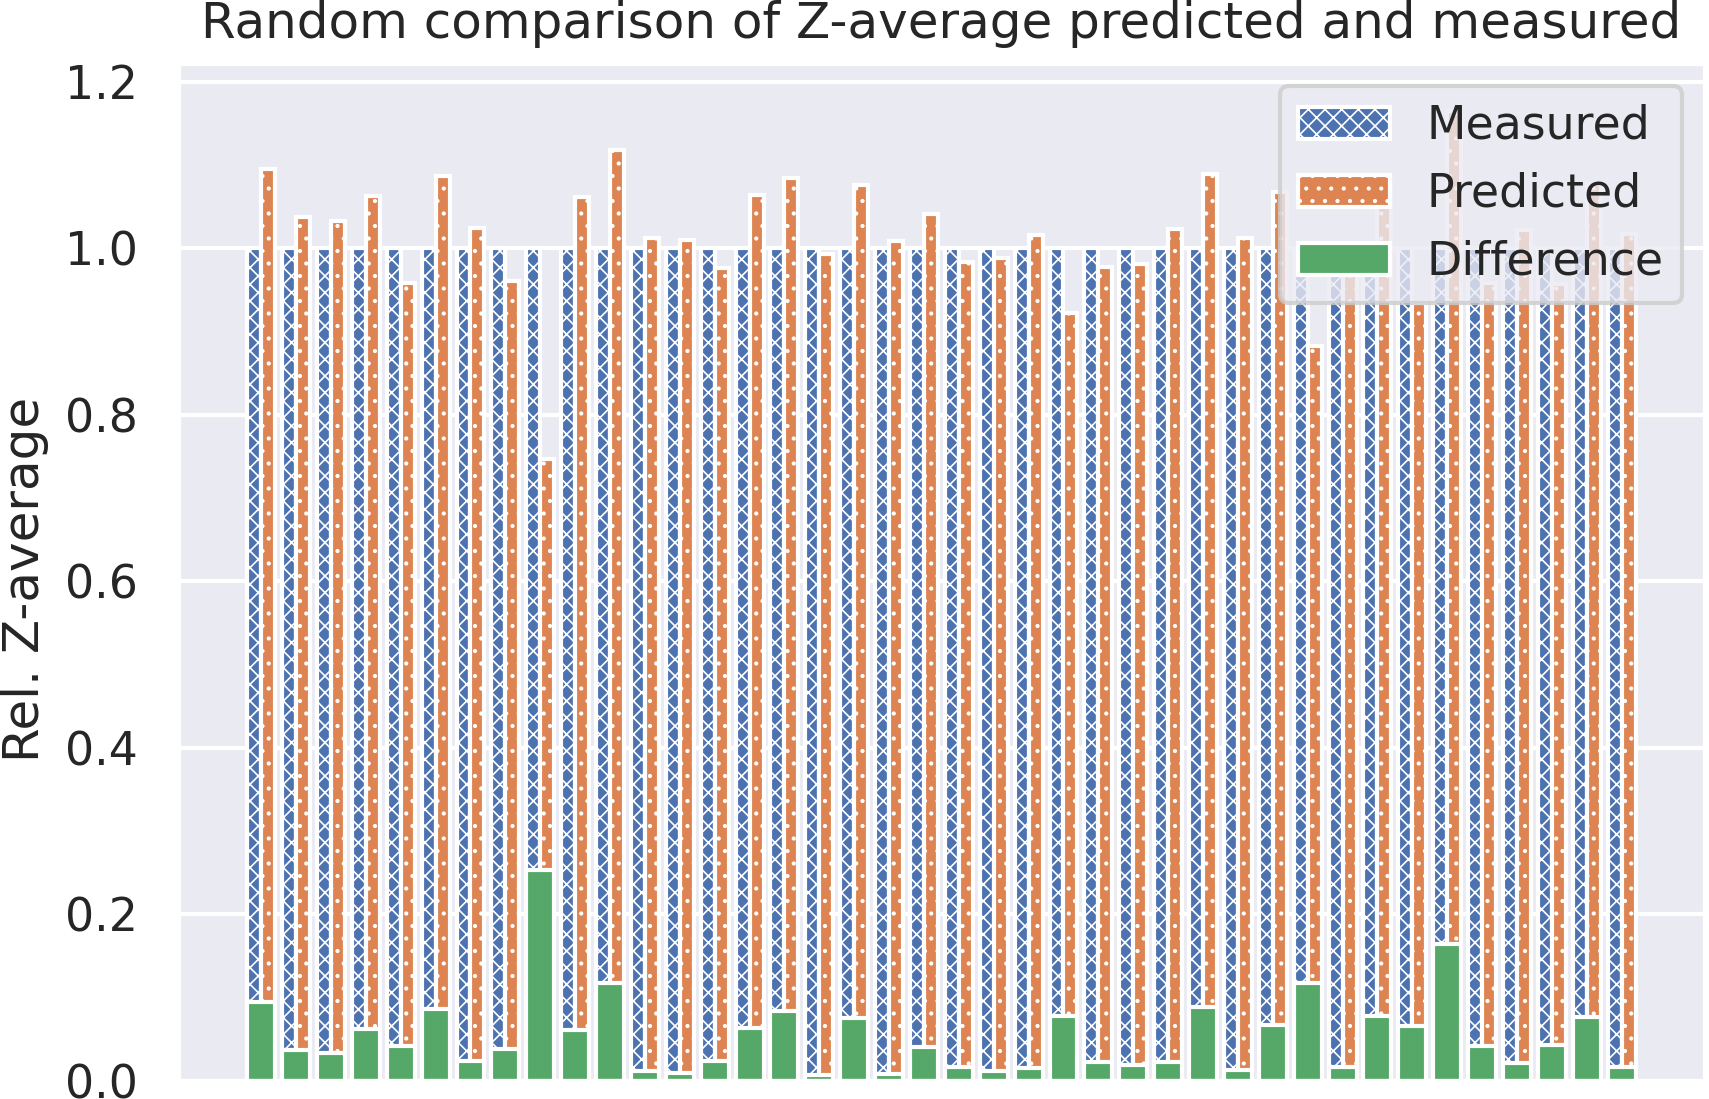 Random comparison of Z-average predicted and measured
1.2
1.0
0.8
0.6
0.4
0.2
0.0
Rel. Z-average
Measured
Predicted
Difference